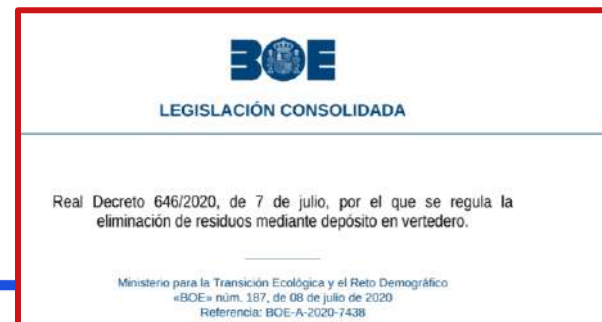 BOE
LEGISLACIÓN CONSOLIDADA
Real Decreto 646/2020, de 7 de julio, por el que se regula la
eliminación de residuos mediante depósito en vertedero.
Ministerio para la Transición Ecológica y el Reto Demográfico
«BOE» núm. 187, de 08 de julio de 2020
Referencia: BOE-A-2020-7438